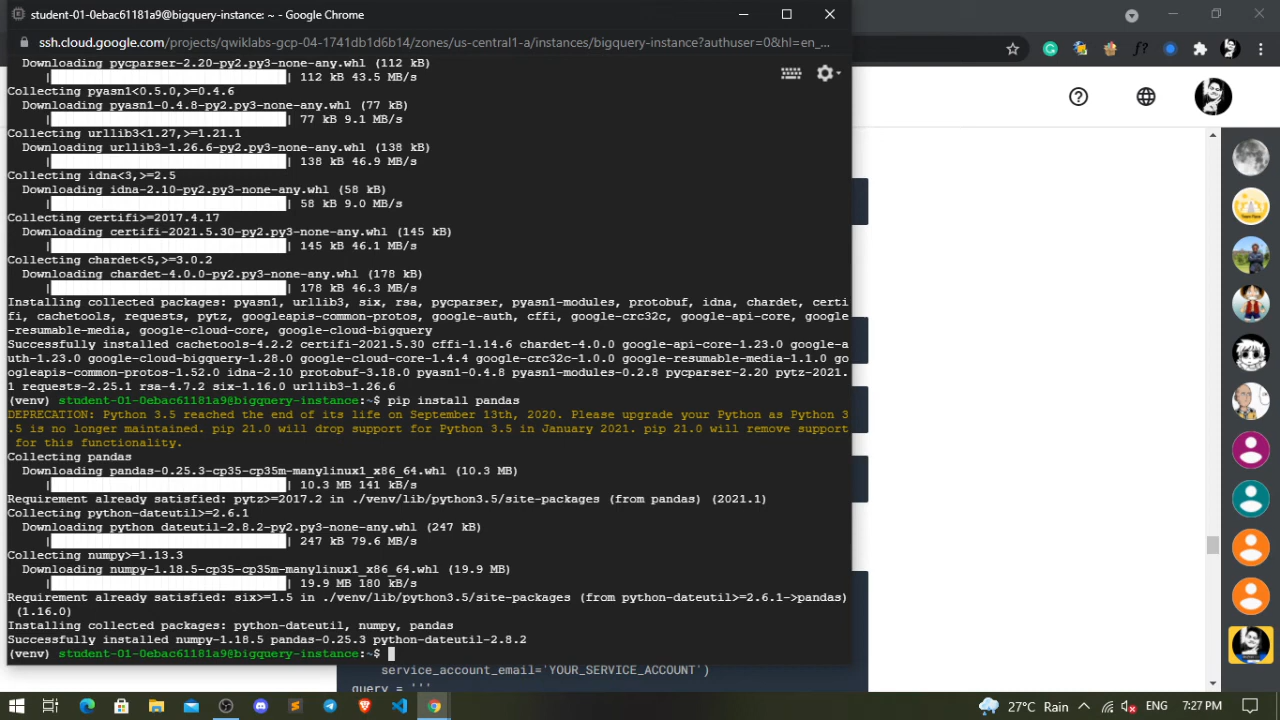 student-01-0ebac61181a9@bigquery-instance: ~ - Google Chrome
ssh.cloud.google.com/projects/qwiklabs-gcp-04-1741db1d6b14/zones/us-central1-a/instances/bigquery-instance?authuser=0&hl=en_...
Downloading pycparser-2.20-py2.py3-none-any.whl (112 kB)
| 112 kB 43.5 MB/s
Collecting pyasn1<0.5.0,>=0.4.6
Downloading pyasn1-0.4.8-py2.py3-none-any.whl (77 kB)
| 77 kB 9.1 MB/s
Collecting urllib3<1.27,>=1.21.1
Downloading urllib3-1.26.6-py2.py3-none-any.whl (138 kB)
| 138 kB 46.9 MB/s
Collecting idna<3,>=2.5
Downloading idna-2.10-py2.py3-none-any.whl (58 kB)
| 58 kB 9.0 MB/s
Collecting certifi>=2017.4.17
Downloading certifi-2021.5.30-py2.py3-none-any.whl (145 kB)
| 145 kB 46.1 MB/s
Collecting chardet<5,>=3.0.2
Downloading chardet-4.0.0-py2.py3-none-any.whl (178 kB)
| 178 kB 46.3 MB/s
Installing collected packages: pyasn1, urllib3, six, rsa, pycparser, pyasn1-modules, protobuf, idna, chardet, certi
fi, cachetools, requests, pytz, googleapis-common-protos, google-auth, cffi, google-crc32c, google-api-core, google
-resumable-media, google-cloud-core, google-cloud-bigquery
Successfully installed cachetools-4.2.2 certifi-2021.5.30 cffi-1.14.6 chardet-4.0.0 google-api-core-1.23.0 google-a
uth-1.23.0 google-cloud-bigquery-1.28.0 google-cloud-core-1.4.4 google-crc32c-1.0.0 google-resumable-media-1.1.0 go
ogleapis-common-protos-1.52.0 idna-2.10 protobuf-3.18.0 pyasn1-0.4.8 pyasn1-modules-0.2.8 pycparser-2.20 pytz-2021.
1 requests-2.25.1 rsa-4.7.2 six-1.16.0 urllib3-1.26.6
(venv) student-01-0ebac61181a9@bigquery-instance:~$ pip install pandas
DEPRECATION: Python 3.5 reached the end of its life on September 13th, 2020. Please upgrade your Python as Python 3
.5 is no longer maintained. pip 21.0 will drop support for Python 3.5 in January 2021. pip 21.0 will remove support
for this functionality.
Collecting pandas
Downloading pandas-0.25.3-cp35-cp35m-manylinux1_x86_64.whl (10.3 MB)
| 10.3 MB 141 kB/s
Requirement already satisfied: pytz>=2017.2 in ./venv/lib/python3.5/site-packages (from pandas) (2021.1)
Collecting python-dateutil>=2.6.1
Downloading python_dateutil-2.8.2-py2.py3-none-any.whl (247 kB)
| 247 kB 79.6 MB/s
Collecting numpy>=1.13.3
Downloading numpy-1.18.5-cp35-cp35m-manylinux1_x86_64.whl (19.9 MB)
| 19.9 MB 180 kB/s
Requirement already satisfied: six>=1.5 in ./venv/lib/python3.5/site-packages (from python-dateutil>=2.6.1->pandas)
(1.16.0)
Installing collected packages: python-dateutil, numpy, pandas
Successfully installed numpy-1.18.5 pandas-0.25.3 python-dateutil-2.8.2
(venv) student-01-0ebac61181a9@bigquery-instance:~$
service_account_email='YOUR_SERVICE_ACCOUNT')
query = '''
27°C Rain
ENG
7:27 PM